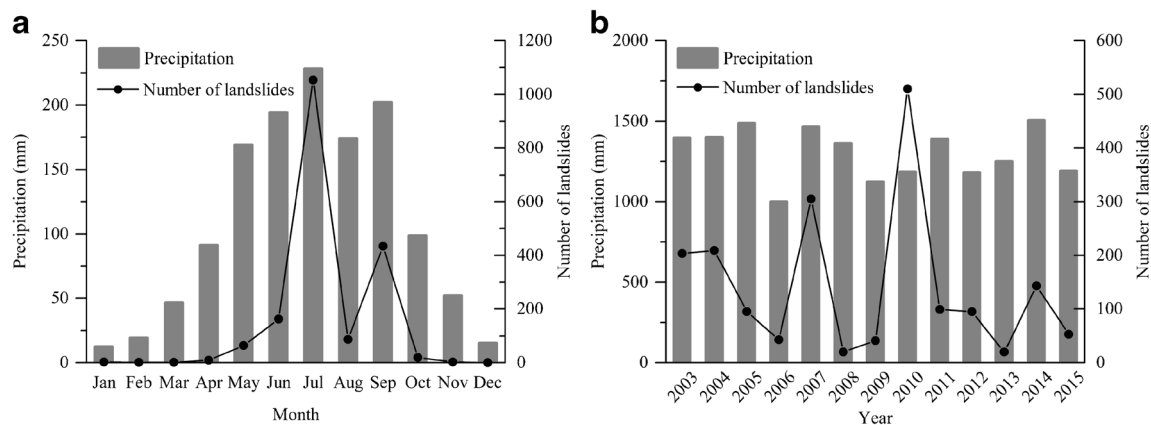 a
250
200
150
100
50
0
Precipitation (mm)
Precipitation
Number of landslides
1200
1000
800
600
400
200
0
Number of landslides
Jan Feb Mar Apr May Jun Jul Aug Sep Oct Nov Dec
Month
b
2000
1500
1000
500
0
Precipitation (mm)
Precipitation
Number of landslides
600
500
400
300
200
100
0
Number of landslides
2003 2004 2005 2006 2007 2008 2009 2010 2011 2012 2013 2014 2015
Year